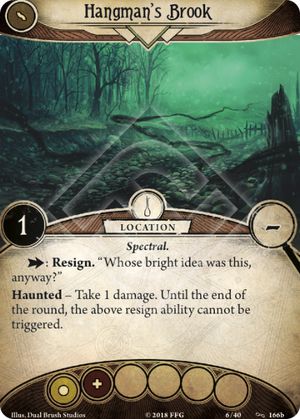 Hangman's Brook
1
LOCATION
–
Spectral.
: Resign. “Whose bright idea was this,
anyway?”
Haunted – Take 1 damage. Until the end of
the round, the above resign ability cannot be
triggered.
Illus. Dual Brush Studios © 2018 FFG 6/40 166b